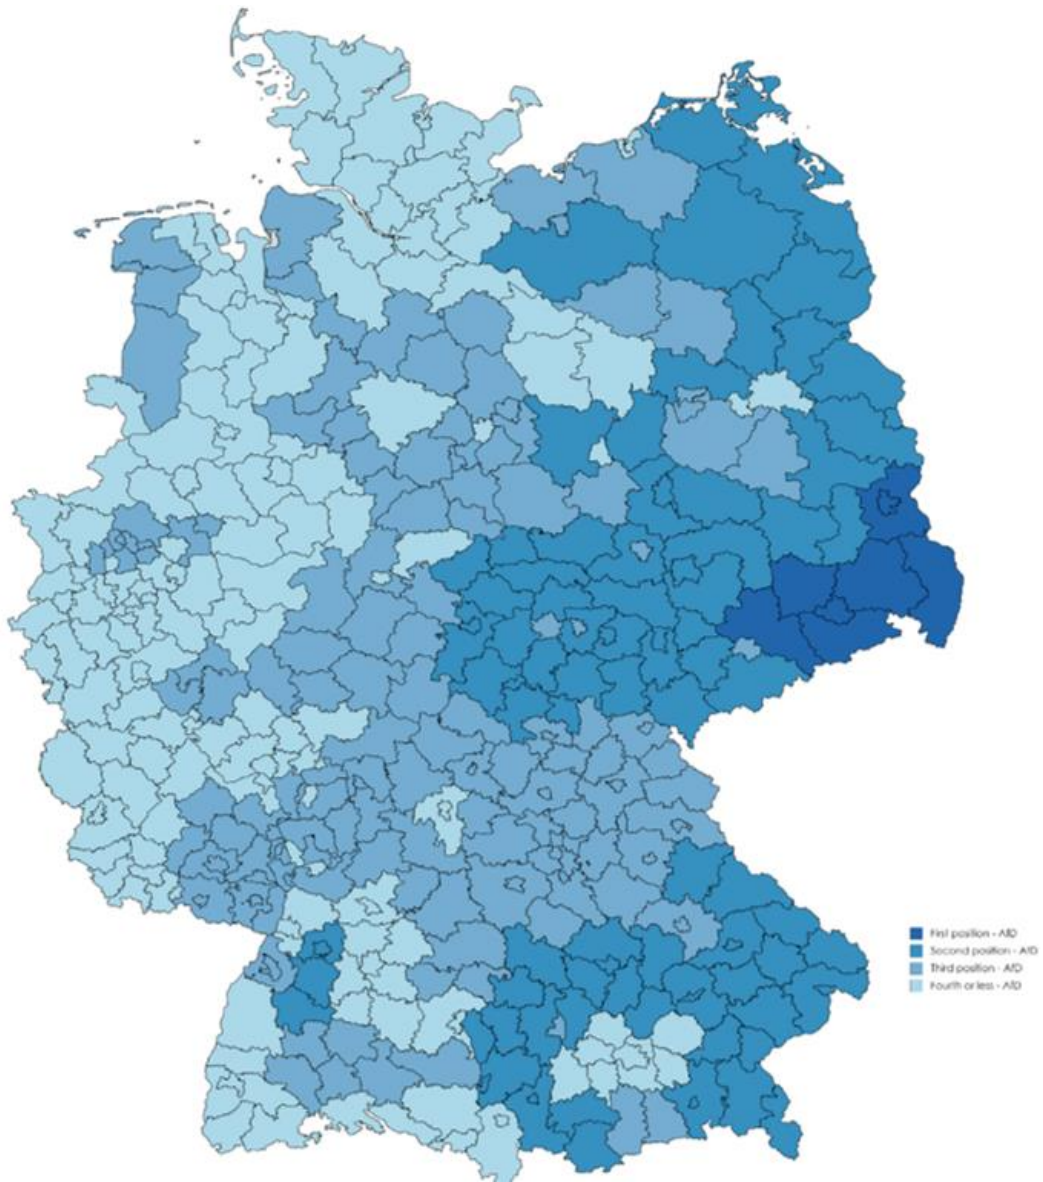 First position - AfD
Second position - AfD
Third position - AfD
Fourth or less - AfD